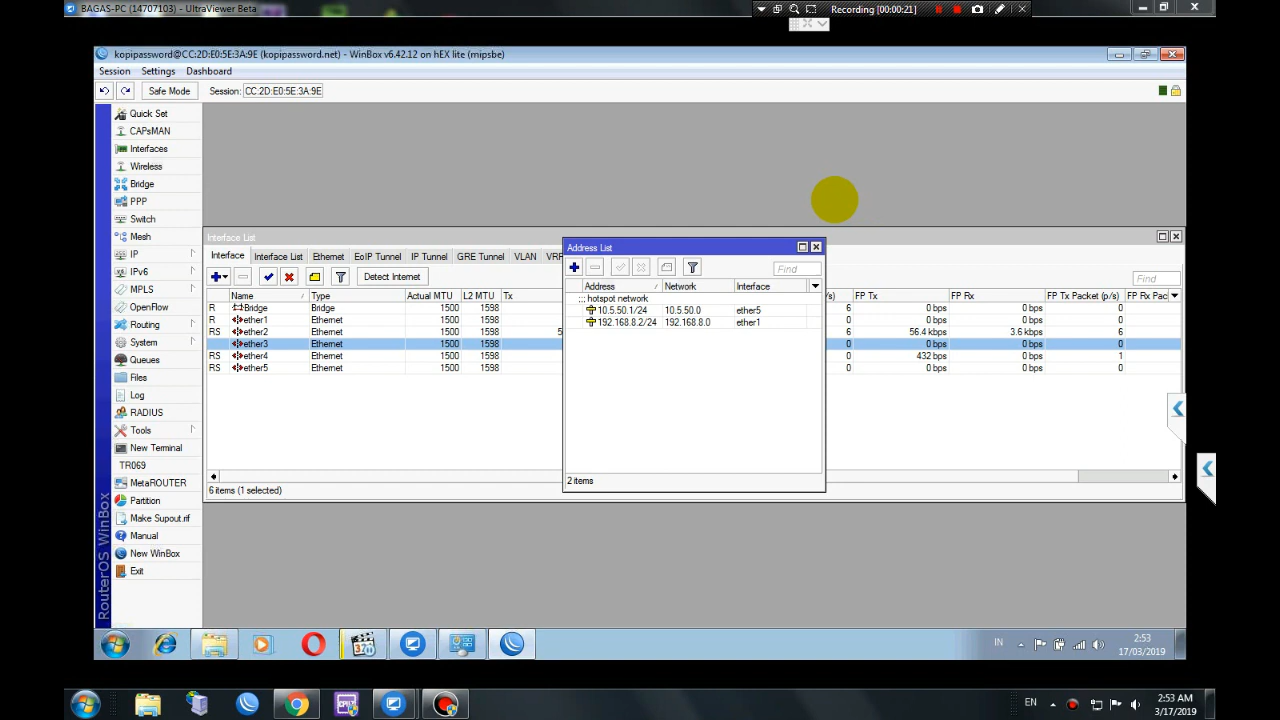 BAGAS-PC (14707103) - UltraViewer Beta
Recording [00:00:21]
kopipassword@CC:2D:E0:5E:3A:9E (kopipassword.net) - WinBox v6.42.12 on hEX lite (mipsbe)
Session Settings Dashboard
Safe Mode Session: CC:2D:E0:5E:3A:9E
Quick Set
CAPsMAN
Interfaces
Wireless
Bridge
PPP
Switch
Mesh
IP
IPv6
MPLS
OpenFlow
Routing
System
Queues
Files
Log
RADIUS
Tools
New Terminal
TR069
MetaROUTER
Partition
Make Supout.rif
Manual
New WinBox
Exit
RouterOS WinBox
Interface List
Interface Interface List Ethernet EoIP Tunnel IP Tunnel GRE Tunnel VLAN VRR
Detect Internet
Find
Name Type Actual MTU L2 MTU Tx /s) FP Tx FP Rx FP Tx Packet (p/s) FP Rx Pac
R Bridge Bridge 1500 1598 6 0 bps 0 bps 0
R ether1 Ethernet 1500 1598 0 0 bps 0 bps 0
RS ether2 Ethernet 1500 1598 5 6 56.4 kbps 3.6 kbps 6
ether3 Ethernet 1500 1598 0 0 bps 0 bps 0
RS ether4 Ethernet 1500 1598 0 432 bps 0 bps 1
RS ether5 Ethernet 1500 1598 0 0 bps 0 bps 0
6 items (1 selected)
Address List
Find
Address Network Interface
;;; hotspot network
10.5.50.1/24 10.5.50.0 ether5
192.168.8.2/24 192.168.8.0 ether1
2 items
IN
2:53
17/03/2019
EN
2:53 AM
3/17/2019